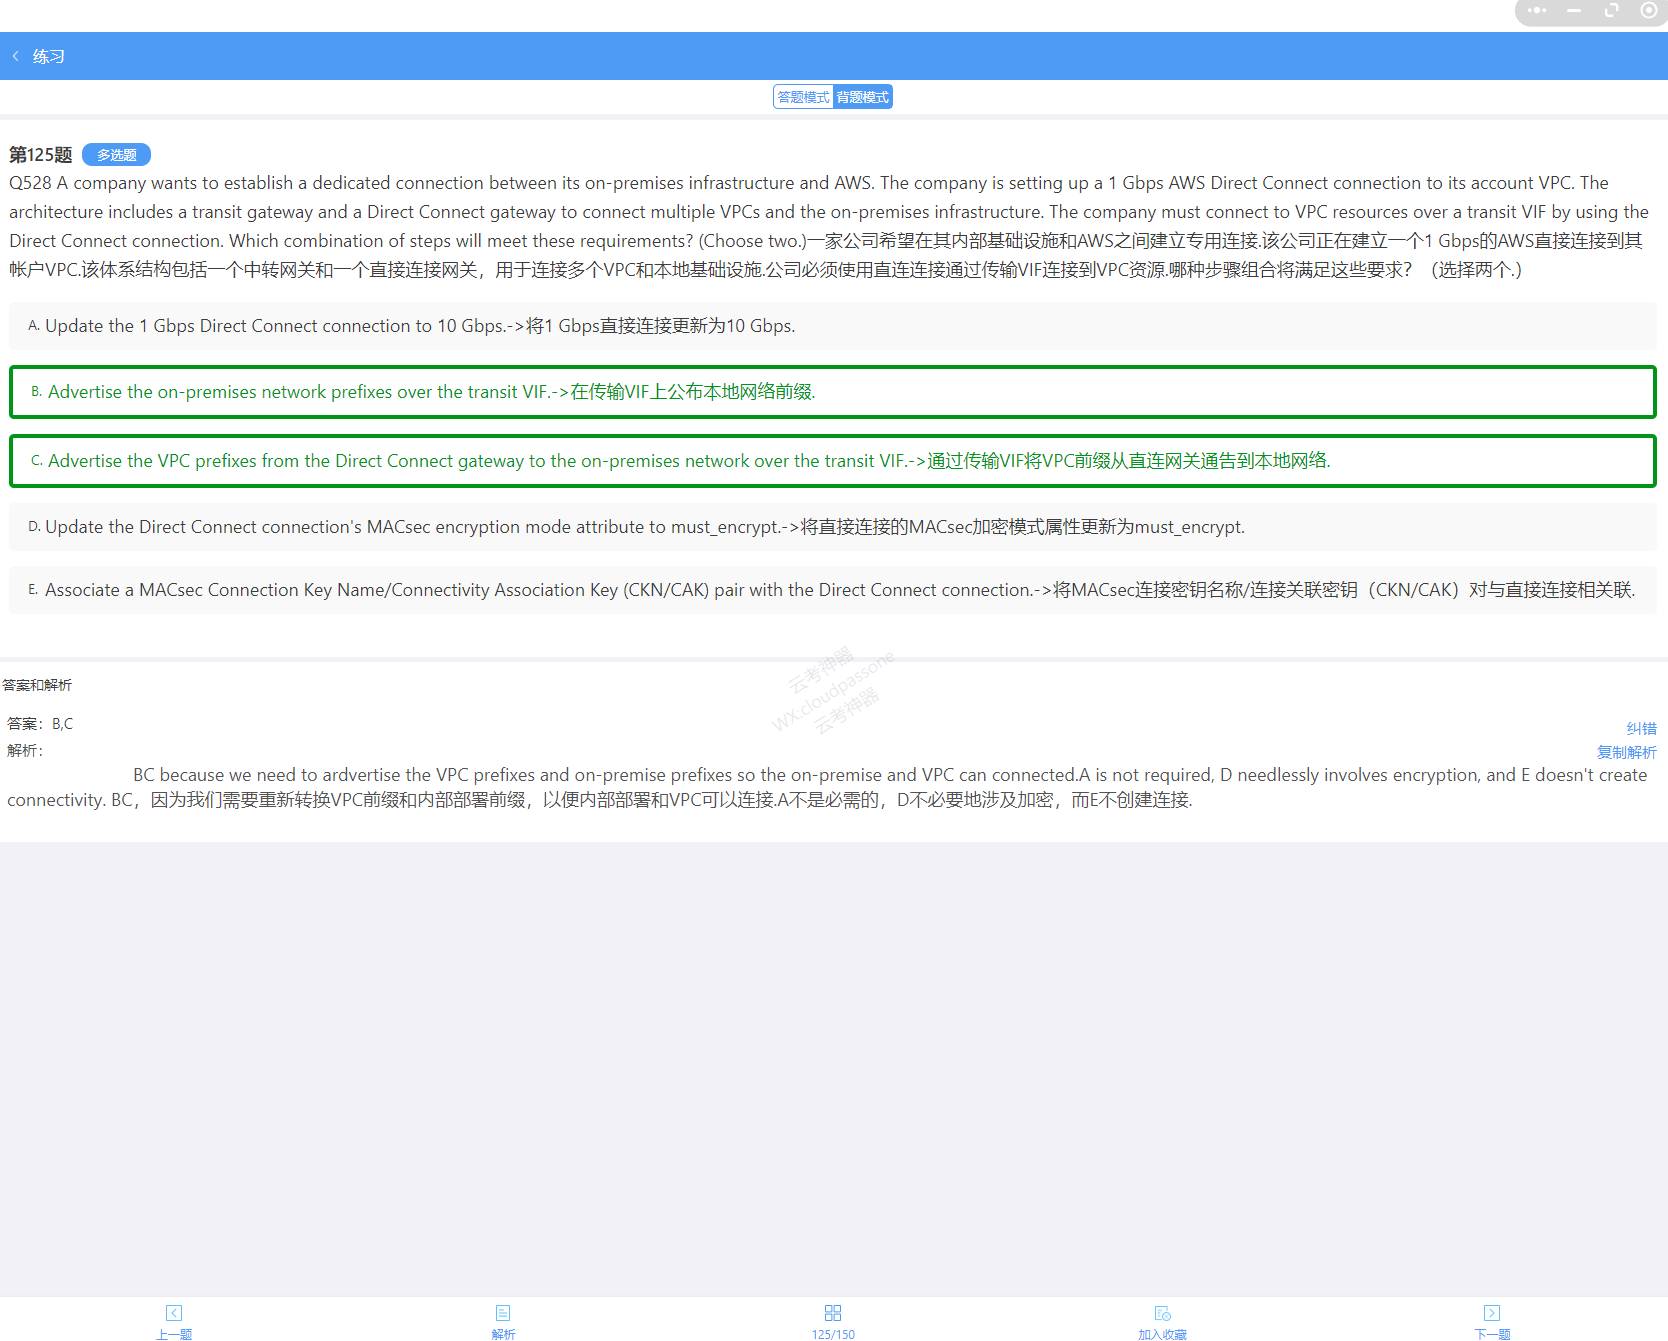 练习
答题模式 背题模式
第125题 多选题
Q528 A company wants to establish a dedicated connection between its on-premises infrastructure and AWS. The company is setting up a 1 Gbps AWS Direct Connect connection to its account VPC. The
architecture includes a transit gateway and a Direct Connect gateway to connect multiple VPCs and the on-premises infrastructure. The company must connect to VPC resources over a transit VIF by using the
Direct Connect connection. Which combination of steps will meet these requirements? (Choose two.)一家公司希望在其内部基础设施和AWS之间建立专用连接.该公司正在建立一个1 Gbps的AWS直接连接到其
帐户VPC.该体系结构包括一个中转网关和一个直接连接网关，用于连接多个VPC和本地基础设施.公司必须使用直连连接通过传输VIF连接到VPC资源.哪种步骤组合将满足这些要求？（选择两个.）
A. Update the 1 Gbps Direct Connect connection to 10 Gbps.->将1 Gbps直接连接更新为10 Gbps.
B. Advertise the on-premises network prefixes over the transit VIF.->在传输VIF上公布本地网络前缀.
C. Advertise the VPC prefixes from the Direct Connect gateway to the on-premises network over the transit VIF.->通过传输VIF将VPC前缀从直连网关通告到本地网络.
D. Update the Direct Connect connection's MACsec encryption mode attribute to must_encrypt.->将直接连接的MACsec加密模式属性更新为must_encrypt.
E. Associate a MACsec Connection Key Name/Connectivity Association Key (CKN/CAK) pair with the Direct Connect connection.->将MACsec连接密钥名称/连接关联密钥（CKN/CAK）对与直接连接相关联.
云考神器
WX:cloudpassone
云考神器
答案和解析
答案：B,C
纠错
解析：
复制解析
BC because we need to ardvertise the VPC prefixes and on-premise prefixes so the on-premise and VPC can connected.A is not required, D needlessly involves encryption, and E doesn't create
connectivity. BC，因为我们需要重新转换VPC前缀和内部部署前缀，以便内部部署和VPC可以连接.A不是必需的，D不必要地涉及加密，而E不创建连接.
上一题 解析 125/150 加入收藏 下一题